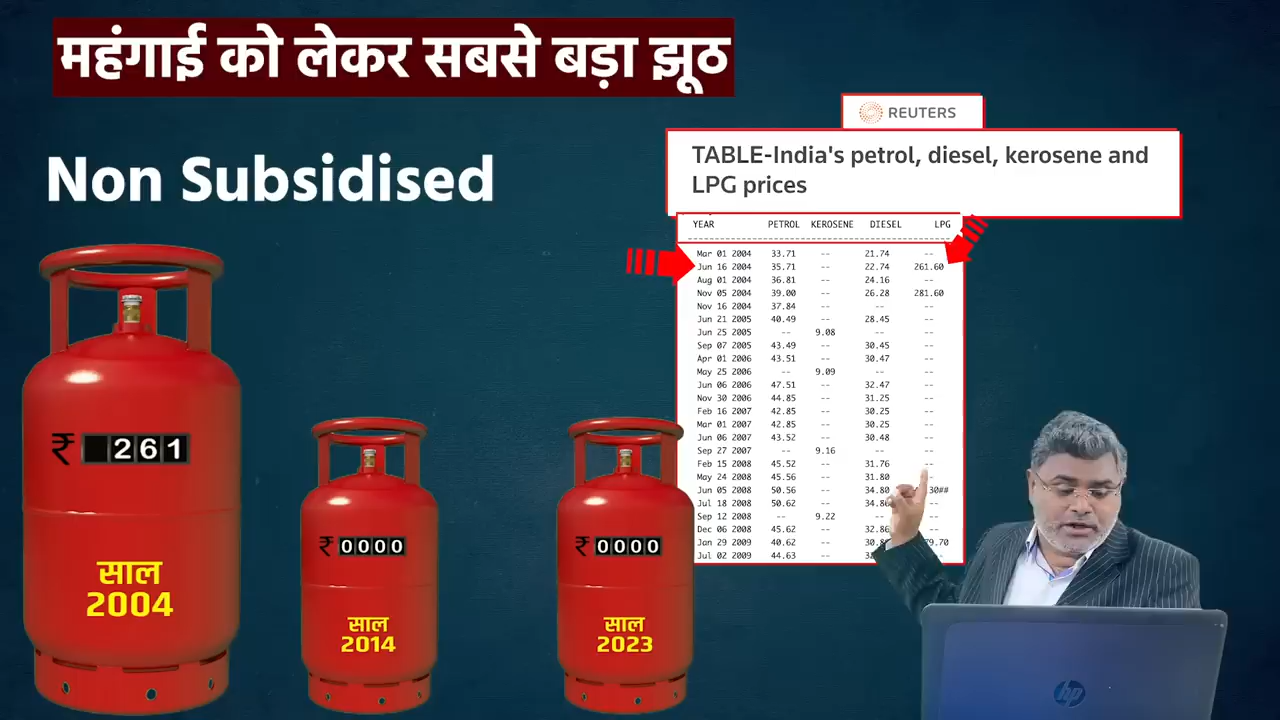 महंगाई को लेकर सबसे बड़ा झूठ
Non Subsidised
REUTERS
TABLE-India's petrol, diesel, kerosene and
LPG prices
YEAR PETROL KEROSENE DIESEL LPG
Mar 01 2004 33.71 -- 21.74 --
Jun 16 2004 35.71 -- 22.74 261.60
Aug 01 2004 36.81 -- 24.16 --
Nov 05 2004 39.00 -- 26.28 281.60
Nov 16 2004 37.84 -- -- --
Jun 21 2005 40.49 -- 28.45 --
Jun 25 2005 -- 9.08 -- --
Sep 07 2005 43.49 -- 30.45 --
Apr 01 2006 43.51 -- 30.47 --
May 25 2006 -- 9.09 -- --
Jun 06 2006 47.51 -- 32.47 --
Nov 30 2006 44.85 -- 31.25 --
Feb 16 2007 42.85 -- 30.25 --
Mar 01 2007 42.85 -- 30.25 --
Jun 06 2007 43.52 -- 30.48 --
Sep 27 2007 -- 9.16 -- --
Feb 15 2008 45.52 -- 31.76 --
May 24 2008 45.56 -- 31.80
Jun 05 2008 50.56 -- 34.80
Jul 18 2008 50.62 -- 34.86
Sep 12 2008 -- 9.22 --
Dec 06 2008 45.62 -- 32.86
Jan 29 2009 40.62 --
Jul 02 2009 44.63 --
₹ 261
साल
2004
₹ 0000
साल
2014
₹ 0000
साल
2023
hp